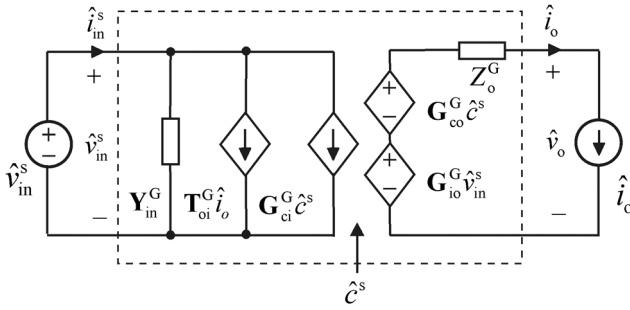 î_in^s
+
v̂_in^s
+
−
v̂_in^s
−
Y_in^G
T_oi^G î_o
G_ci^G ĉ^s
+
−
G_co^G ĉ^s
+
−
G_io^G v̂_in^s
Z_o^G
î_o
+
v̂_o
−
î_o
ĉ^s